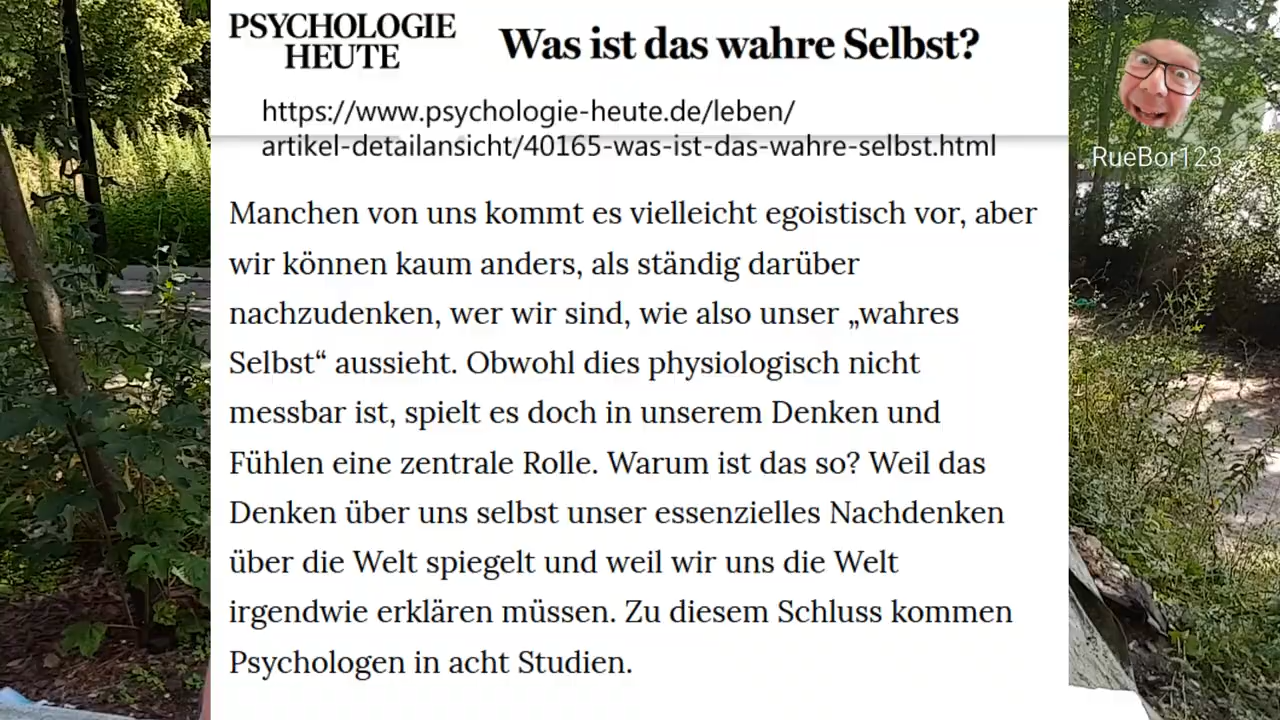 PSYCHOLOGIE
HEUTE
Was ist das wahre Selbst?
https://www.psychologie-heute.de/leben/
artikel-detailansicht/40165-was-ist-das-wahre-selbst.html
RueBor123
Manchen von uns kommt es vielleicht egoistisch vor, aber
wir können kaum anders, als ständig darüber
nachzudenken, wer wir sind, wie also unser „wahres
Selbst“ aussieht. Obwohl dies physiologisch nicht
messbar ist, spielt es doch in unserem Denken und
Fühlen eine zentrale Rolle. Warum ist das so? Weil das
Denken über uns selbst unser essenzielles Nachdenken
über die Welt spiegelt und weil wir uns die Welt
irgendwie erklären müssen. Zu diesem Schluss kommen
Psychologen in acht Studien.